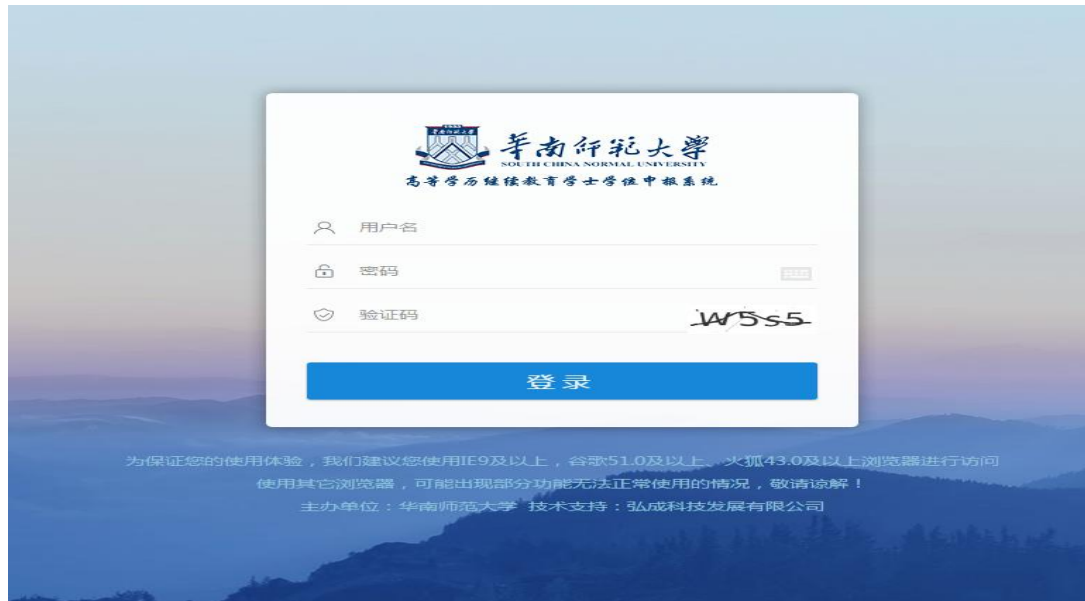 華南師範大學
SOUTH CHINA NORMAL UNIVERSITY
高等学历继续教育学士学位申报系统
用户名
密码
验证码 W5s5
登录
为保证您的使用体验，我们建议您使用IE9及以上，谷歌51.0及以上、火狐43.0及以上浏览器进行访问
使用其它浏览器，可能出现部分功能无法正常使用的情况，敬请谅解！
主办单位：华南师范大学 技术支持：弘成科技发展有限公司